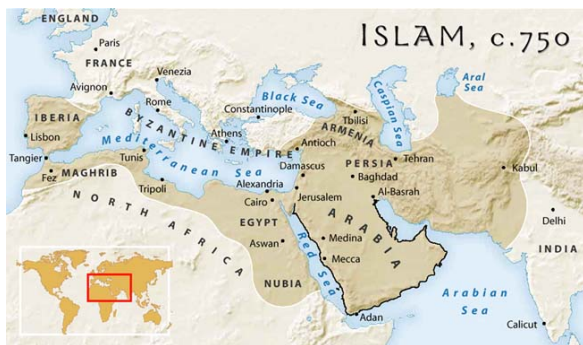 ISLAM, c.750
ENGLAND
Paris
FRANCE
Venezia
Avignon
Rome
Black Sea
Constantinople
Caspian Sea
Aral
Sea
IBERIA
Lisbon
BYZANTINE EMPIRE
Athens
Tbilisi
ARMENIA
Mediterranean Sea
Antioch
Tangier
Fez
MAGHRIB
Tunis
Tripoli
Damascus
PERSIA
Tehran
Baghdad
Kabul
Alexandria
Jerusalem
Al-Basrah
Cairo
NORTH AFRICA
EGYPT
ARABIA
Delhi
Aswan
Medina
Mecca
Red Sea
INDIA
NUBIA
Arabian
Sea
Adan
Calicut